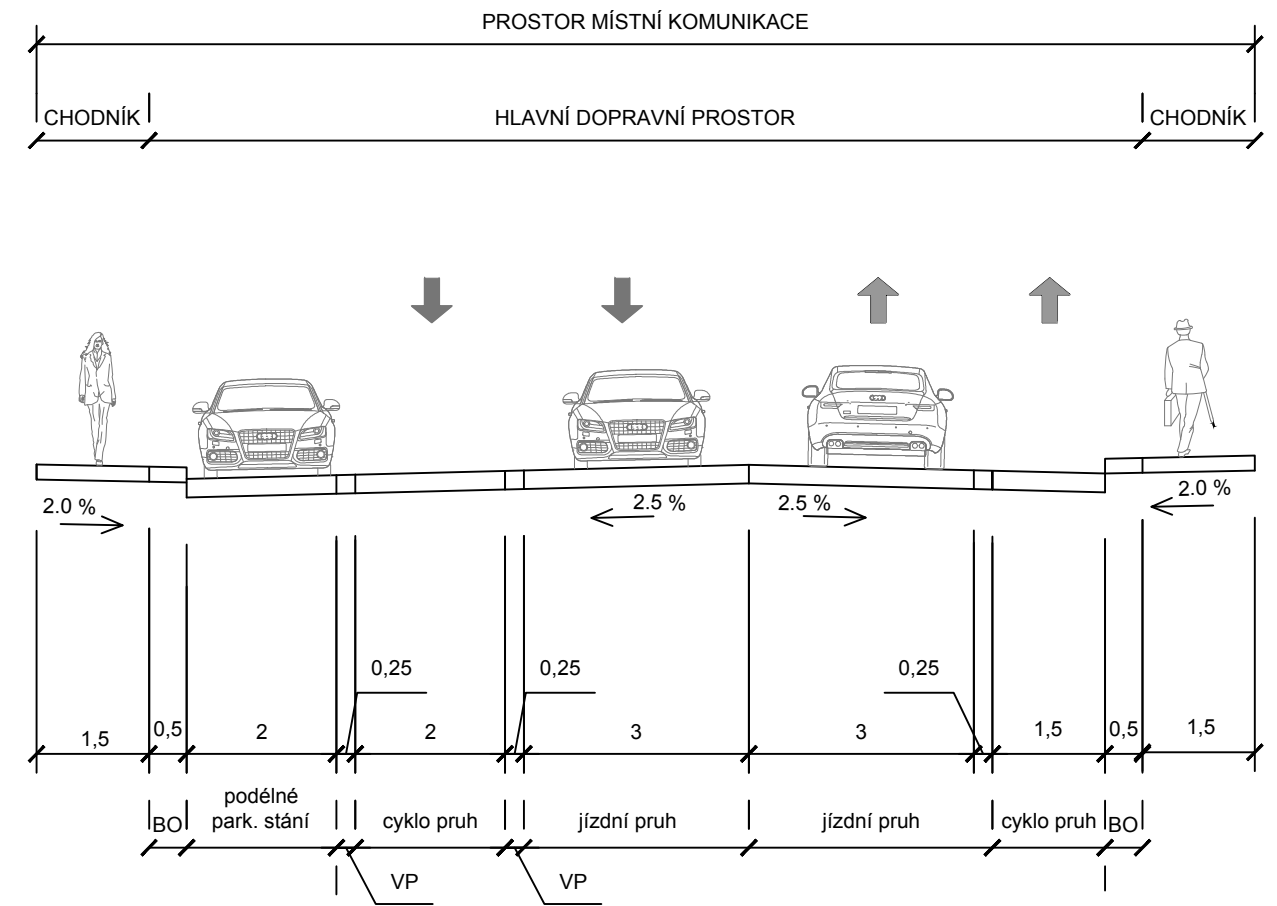 PROSTOR MÍSTNÍ KOMUNIKACE
CHODNÍK
HLAVNÍ DOPRAVNÍ PROSTOR
CHODNÍK
2.0 %
2.5 %
2.5 %
2.0 %
0,25
0,25
0,25
1,5
0,5
2
2
3
3
1,5
0,5
1,5
BO
podélné
park. stání
cyklo pruh
jízdní pruh
jízdní pruh
cyklo pruh
BO
VP
VP